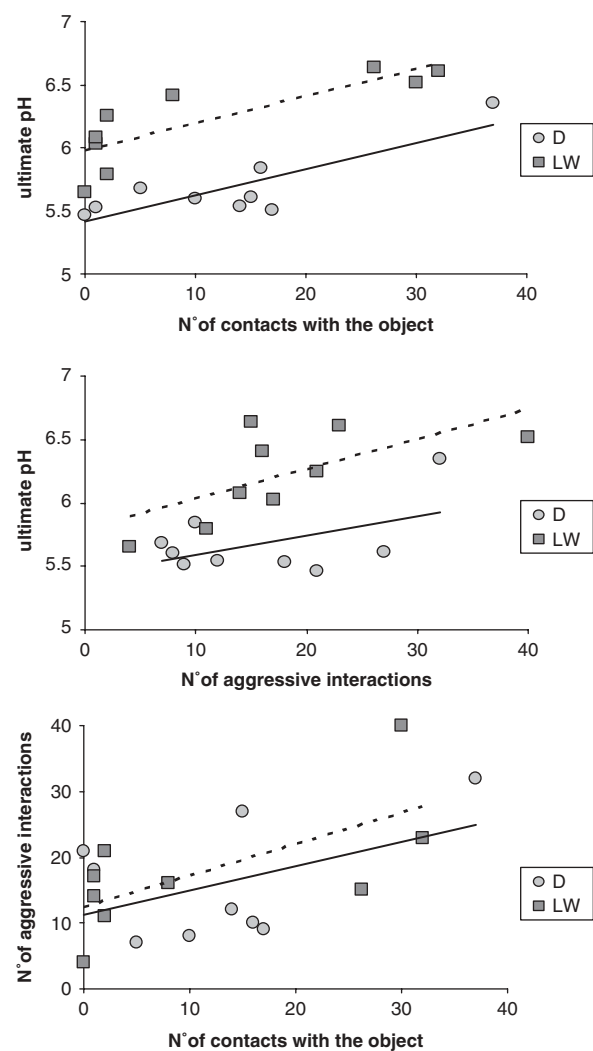 7
6.5
6
5.5
5
ultimate pH
0 10 20 30 40
N°of contacts with the object
D
LW
7
6.5
6
5.5
5
ultimate pH
0 10 20 30 40
N°of aggressive interactions
D
LW
40
30
20
10
0
N°of aggressive interactions
0 10 20 30 40
N°of contacts with the object
D
LW